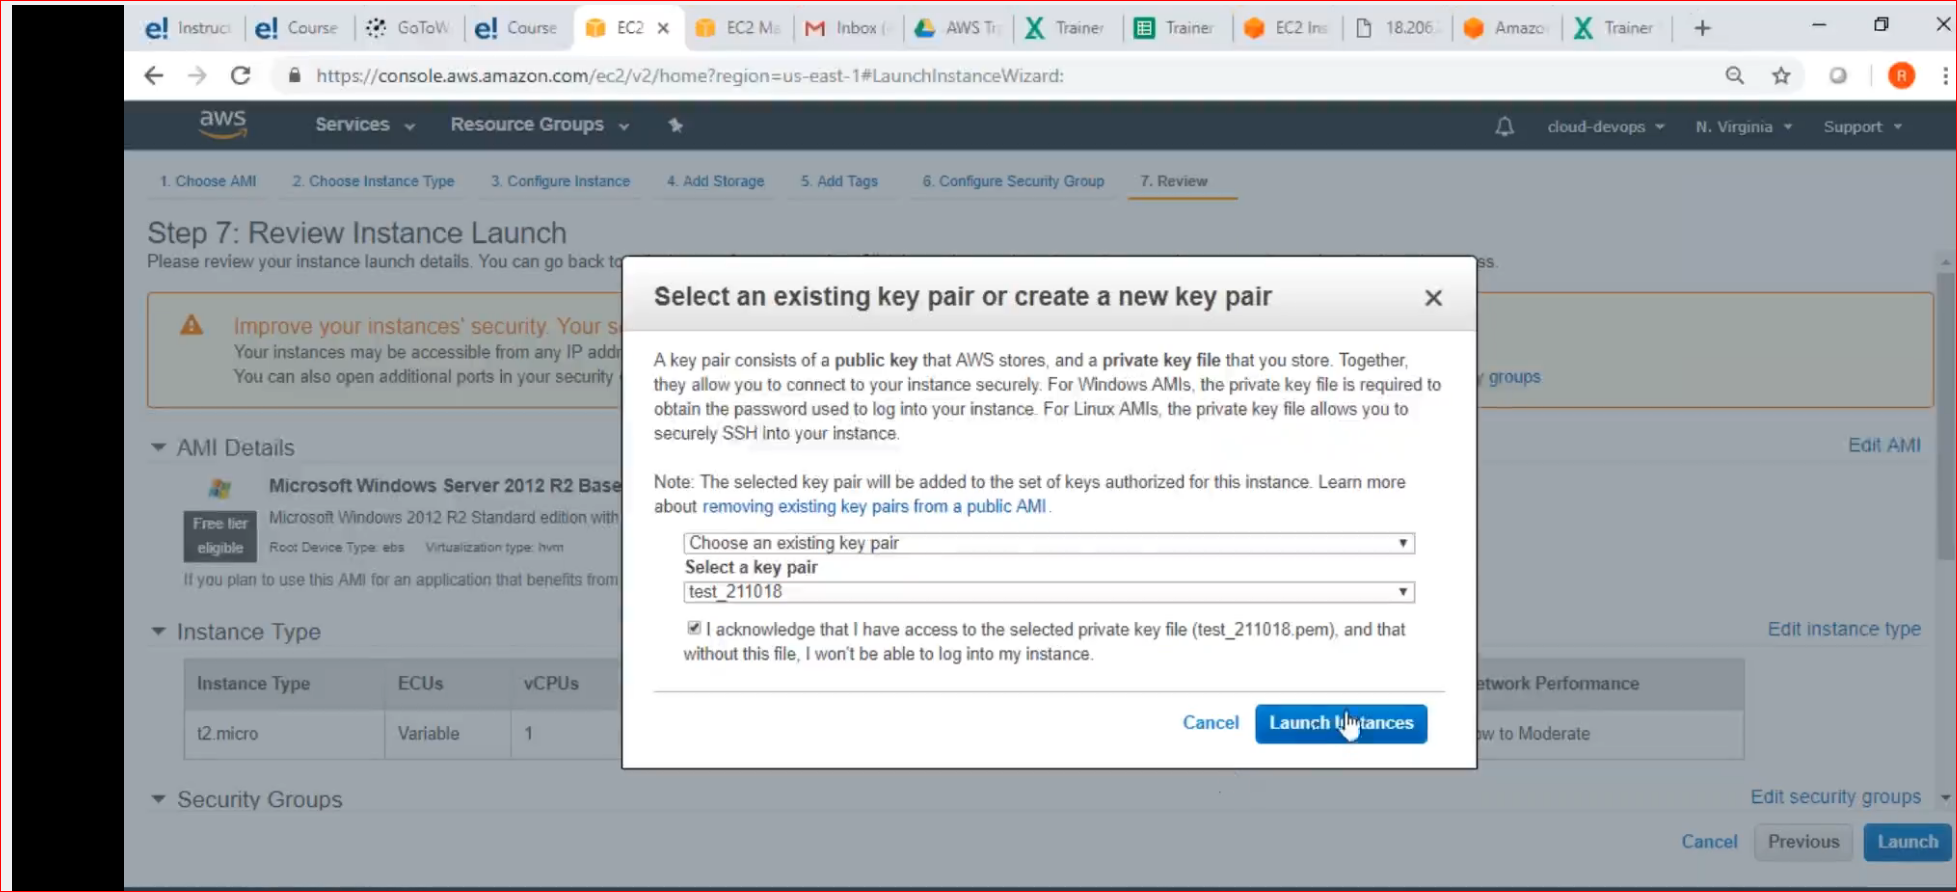 Instruct
Course
GoToW
Course
EC2
EC2 Ma
Inbox (
AWS Tr
Trainer
Trainer
EC2 Ins
18.206.
Amazo
Trainer
https://console.aws.amazon.com/ec2/v2/home?region=us-east-1#LaunchInstanceWizard:
R
aws
Services
Resource Groups
cloud-devops
N. Virginia
Support
1. Choose AMI
2. Choose Instance Type
3. Configure Instance
4. Add Storage
5. Add Tags
6. Configure Security Group
7. Review
Step 7: Review Instance Launch
Please review your instance launch details. You can go back to
ss.
Improve your instances' security. Your s
Your instances may be accessible from any IP addr
You can also open additional ports in your security
groups
AMI Details
Edit AMI
Microsoft Windows Server 2012 R2 Base
Free tier
eligible
Microsoft Windows 2012 R2 Standard edition with
Root Device Type: ebs Virtualization type: hvm
If you plan to use this AMI for an application that benefits from
Instance Type
Edit instance type
Instance Type
ECUs
vCPUs
etwork Performance
t2.micro
Variable
1
ow to Moderate
Security Groups
Edit security groups
Cancel
Previous
Launch
Select an existing key pair or create a new key pair
A key pair consists of a public key that AWS stores, and a private key file that you store. Together,
they allow you to connect to your instance securely. For Windows AMIs, the private key file is required to
obtain the password used to log into your instance. For Linux AMIs, the private key file allows you to
securely SSH into your instance.
Note: The selected key pair will be added to the set of keys authorized for this instance. Learn more
about removing existing key pairs from a public AMI.
Choose an existing key pair
Select a key pair
test_211018
I acknowledge that I have access to the selected private key file (test_211018.pem), and that
without this file, I won't be able to log into my instance.
Cancel
Launch Instances